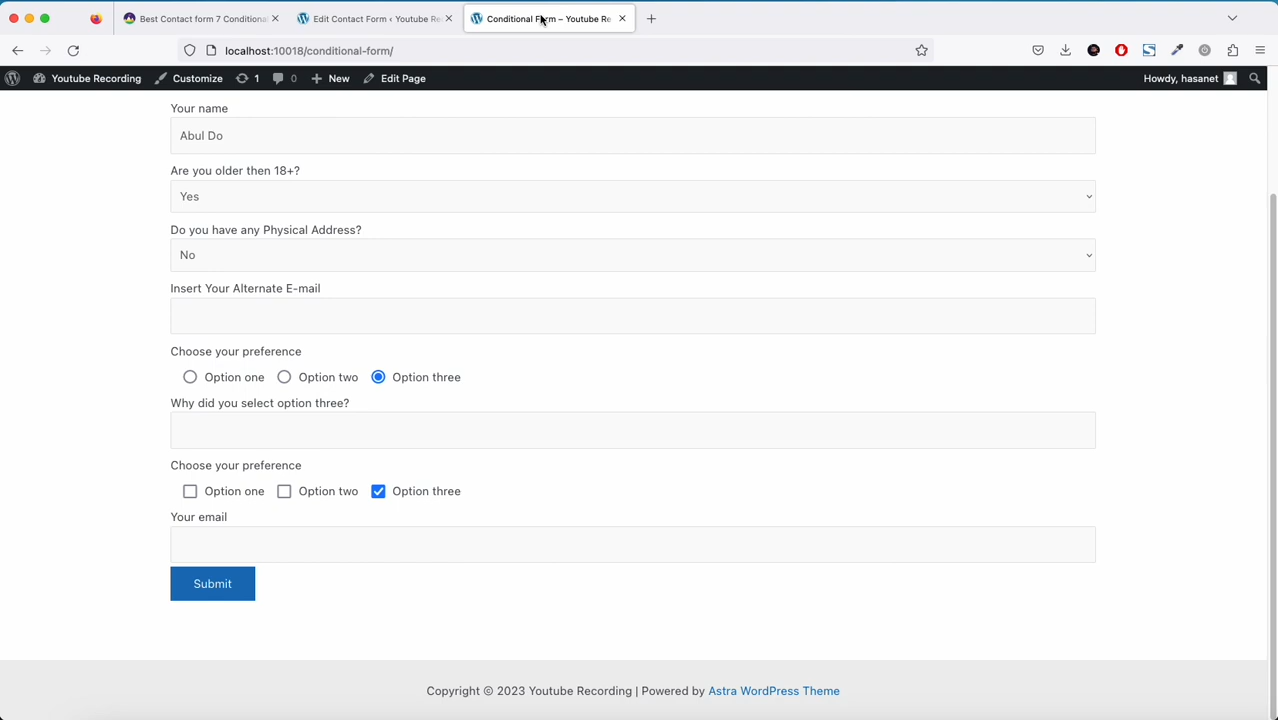 Best Contact form 7 Conditional
Edit Contact Form ‹ Youtube Re
Conditional Form – Youtube Re
localhost:10018/conditional-form/
Youtube Recording
Customize
1
0
New
Edit Page
Howdy, hasanet
Your name
Abul Do
Are you older then 18+?
Yes
Do you have any Physical Address?
No
Insert Your Alternate E-mail
Choose your preference
Option one Option two Option three
Why did you select option three?
Choose your preference
Option one Option two Option three
Your email
Submit
Copyright © 2023 Youtube Recording | Powered by Astra WordPress Theme